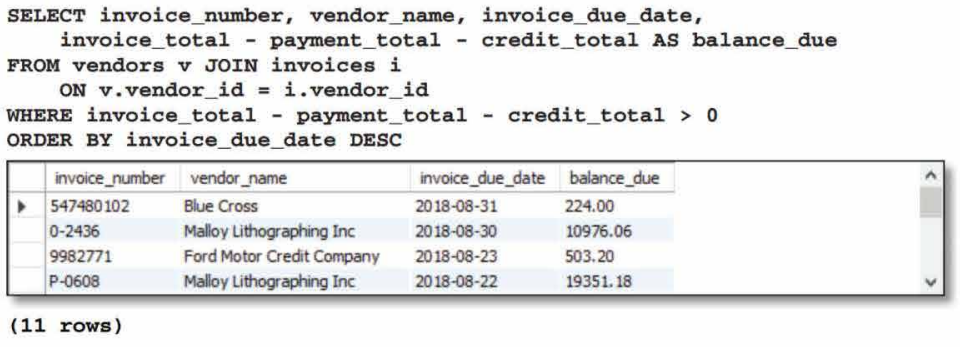 SELECT invoice_number, vendor_name, invoice_due_date,
invoice_total - payment_total - credit_total AS balance_due
FROM vendors v JOIN invoices i
ON v.vendor_id = i.vendor_id
WHERE invoice_total - payment_total - credit_total > 0
ORDER BY invoice_due_date DESC
invoice_number vendor_name invoice_due_date balance_due
547480102 Blue Cross 2018-08-31 224.00
0-2436 Malloy Lithographing Inc 2018-08-30 10976.06
9982771 Ford Motor Credit Company 2018-08-23 503.20
P-0608 Malloy Lithographing Inc 2018-08-22 19351.18
(11 rows)